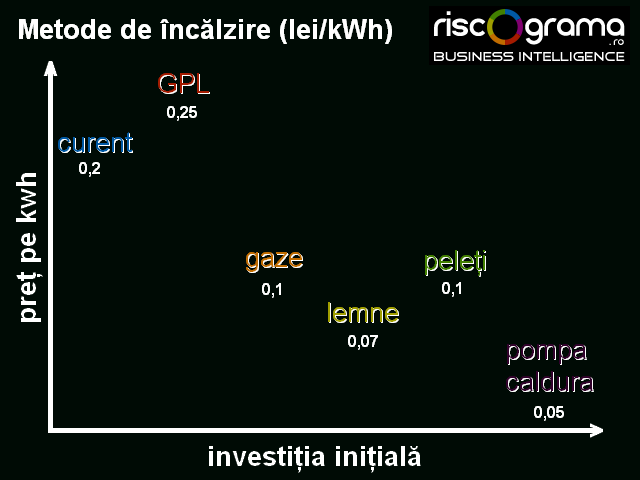 Metode de încălzire (lei/kWh)
riscograma
.ro
BUSINESS INTELLIGENCE
GPL
0,25
curent
0,2
preț pe kwh
gaze
0,1
peleți
0,1
lemne
0,07
pompa
caldura
0,05
investiția inițială